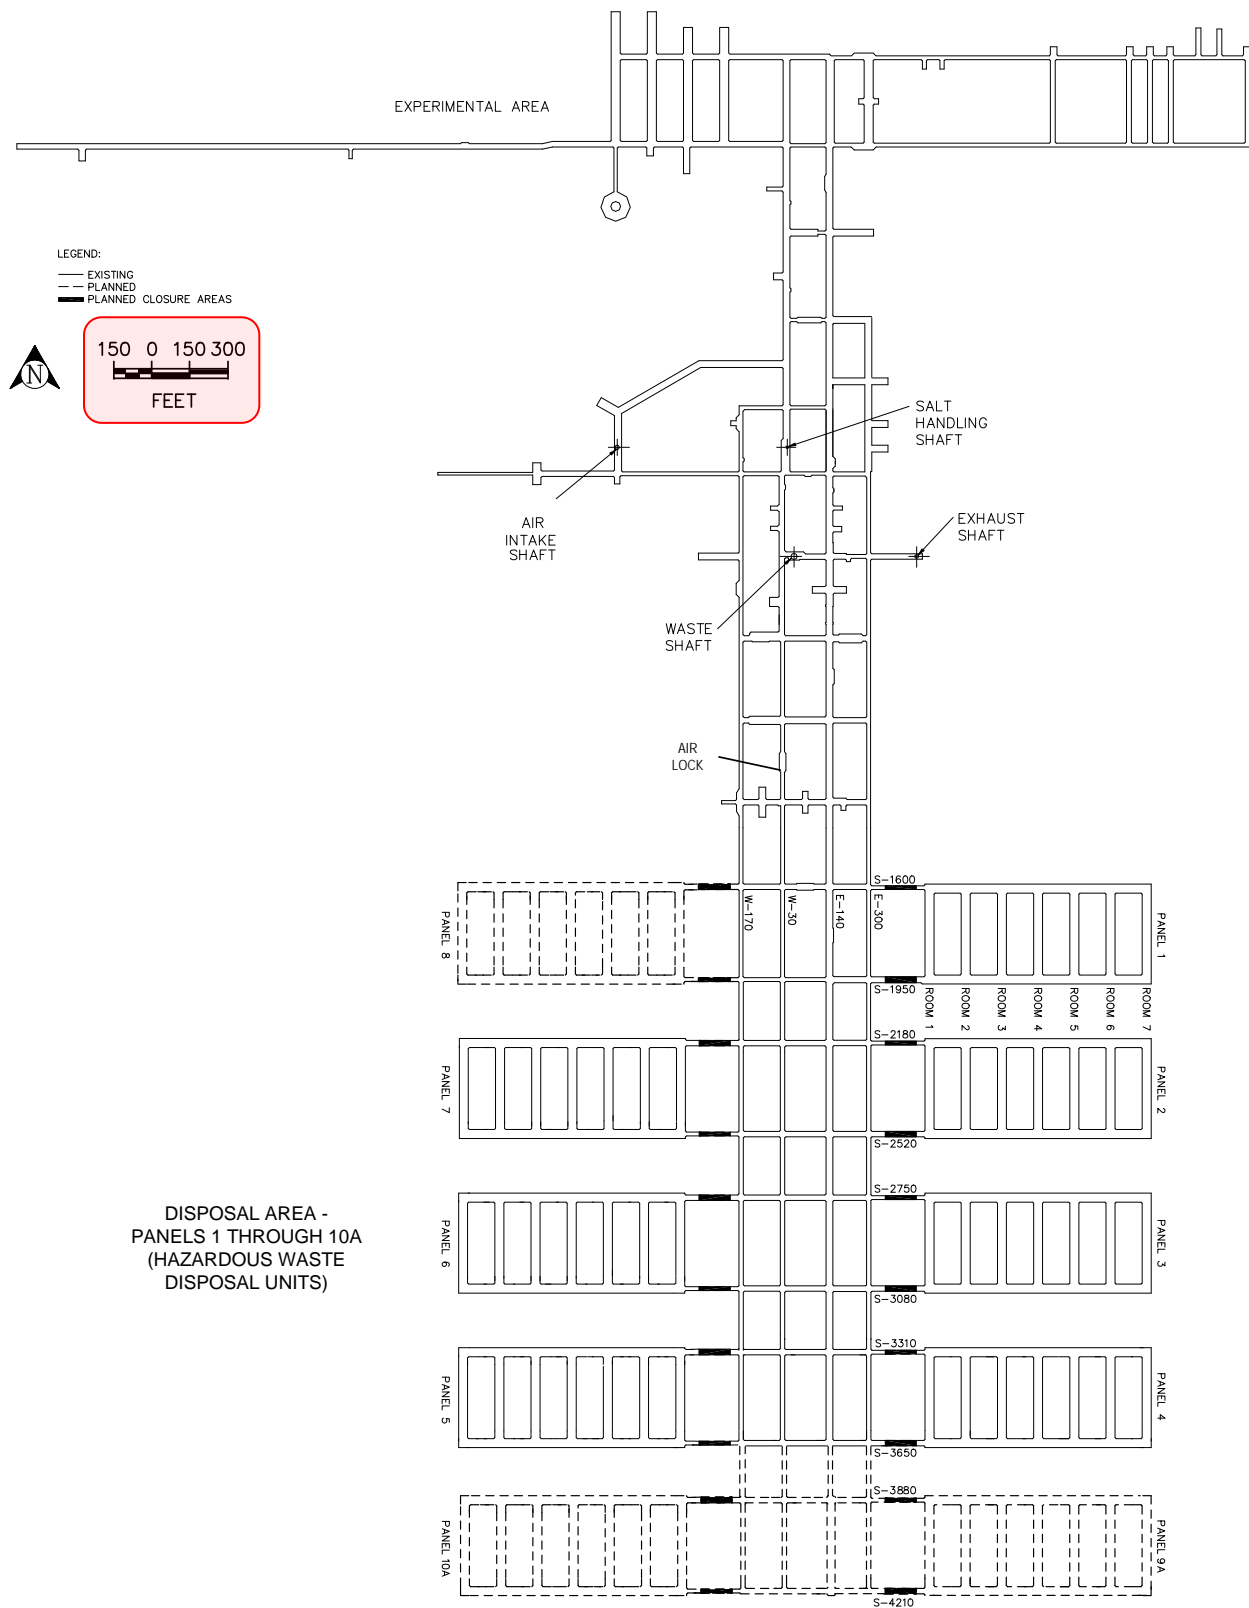 EXPERIMENTAL AREA
LEGEND:
EXISTING
PLANNED
PLANNED CLOSURE AREAS
N
150 0 150 300
FEET
SALT
HANDLING
SHAFT
AIR
INTAKE
SHAFT
EXHAUST
SHAFT
WASTE
SHAFT
AIR
LOCK
S-1600
W-170
W-30
E-140
E-300
PANEL 8
PANEL 1
S-1950
ROOM 1
ROOM 2
ROOM 3
ROOM 4
ROOM 5
ROOM 6
ROOM 7
S-2180
PANEL 7
PANEL 2
S-2520
S-2750
DISPOSAL AREA -
PANELS 1 THROUGH 10A
(HAZARDOUS WASTE
DISPOSAL UNITS)
PANEL 6
PANEL 3
S-3080
S-3310
PANEL 5
PANEL 4
S-3650
S-3880
PANEL 10A
PANEL 9A
S-4210